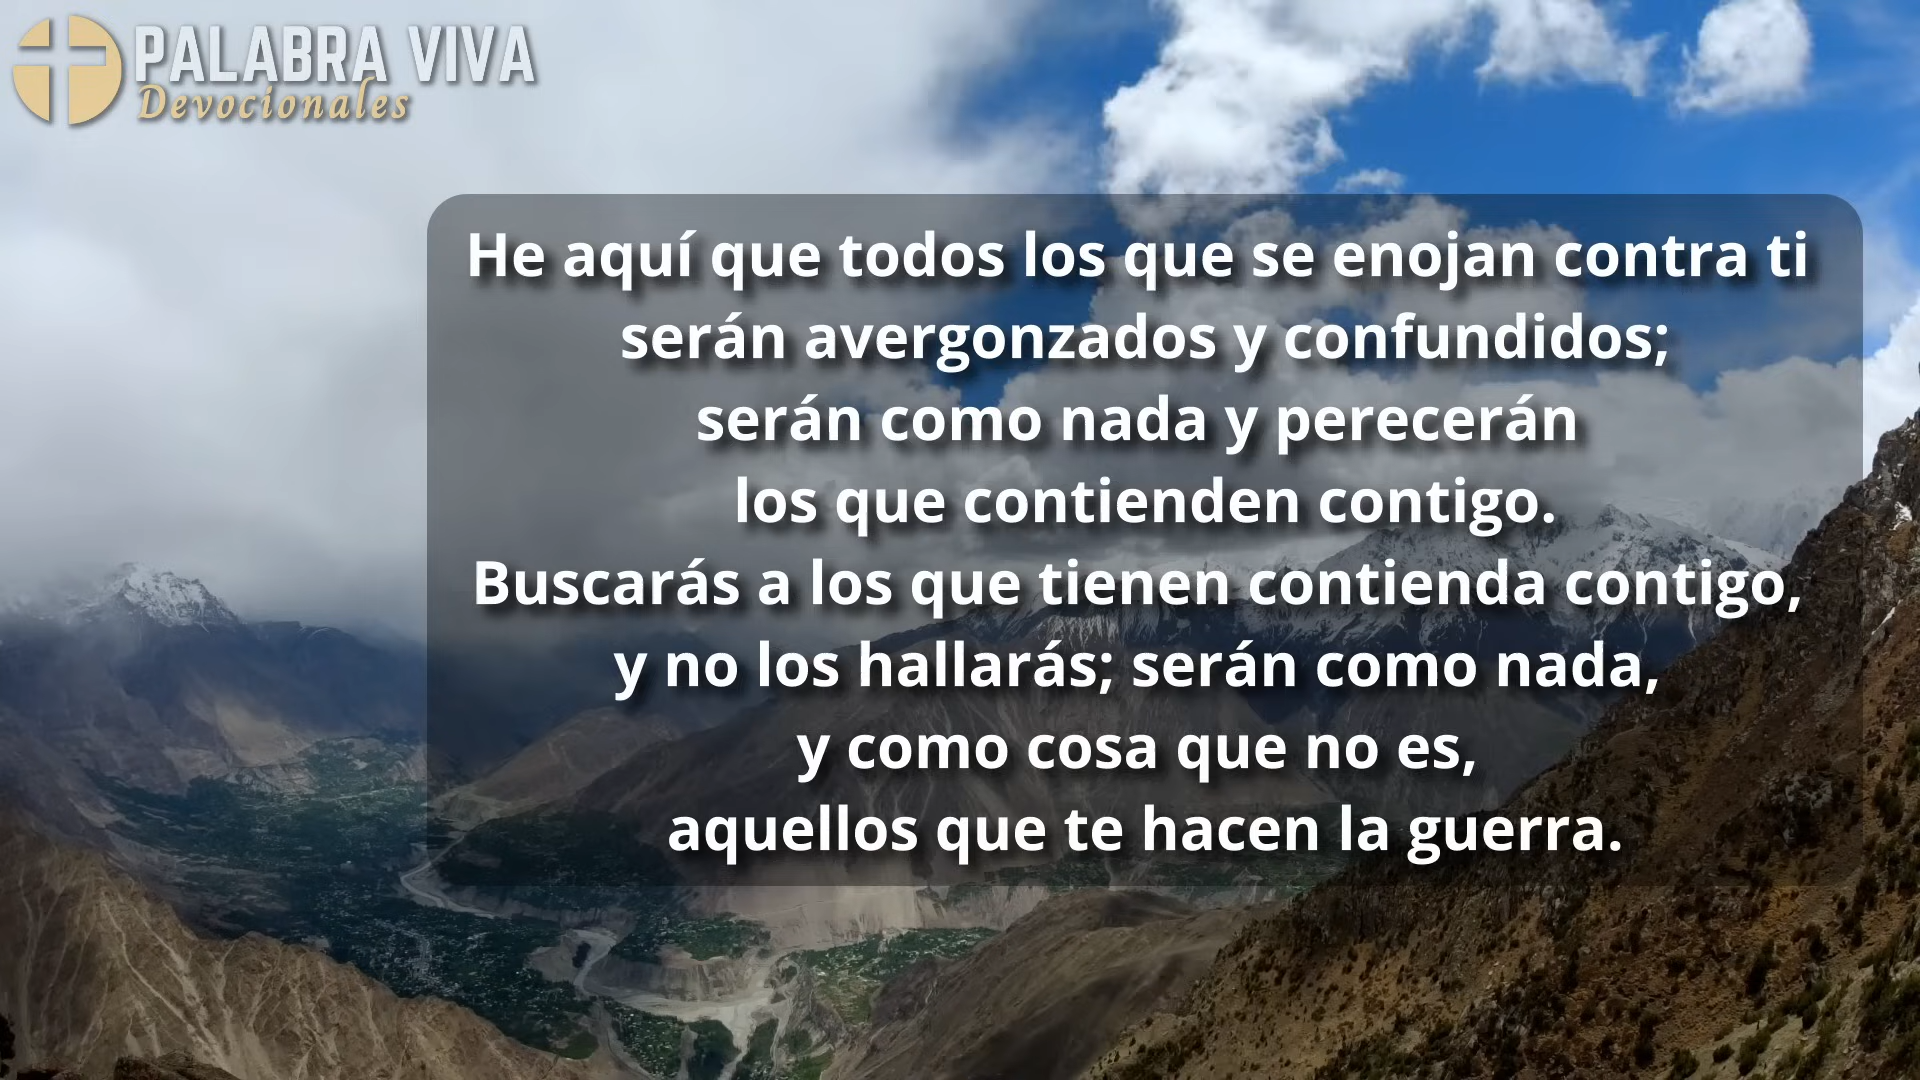 PALABRA VIVA
Devocionales
He aquí que todos los que se enojan contra ti
serán avergonzados y confundidos;
serán como nada y perecerán
los que contienden contigo.
Buscarás a los que tienen contienda contigo,
y no los hallarás; serán como nada,
y como cosa que no es,
aquellos que te hacen la guerra.